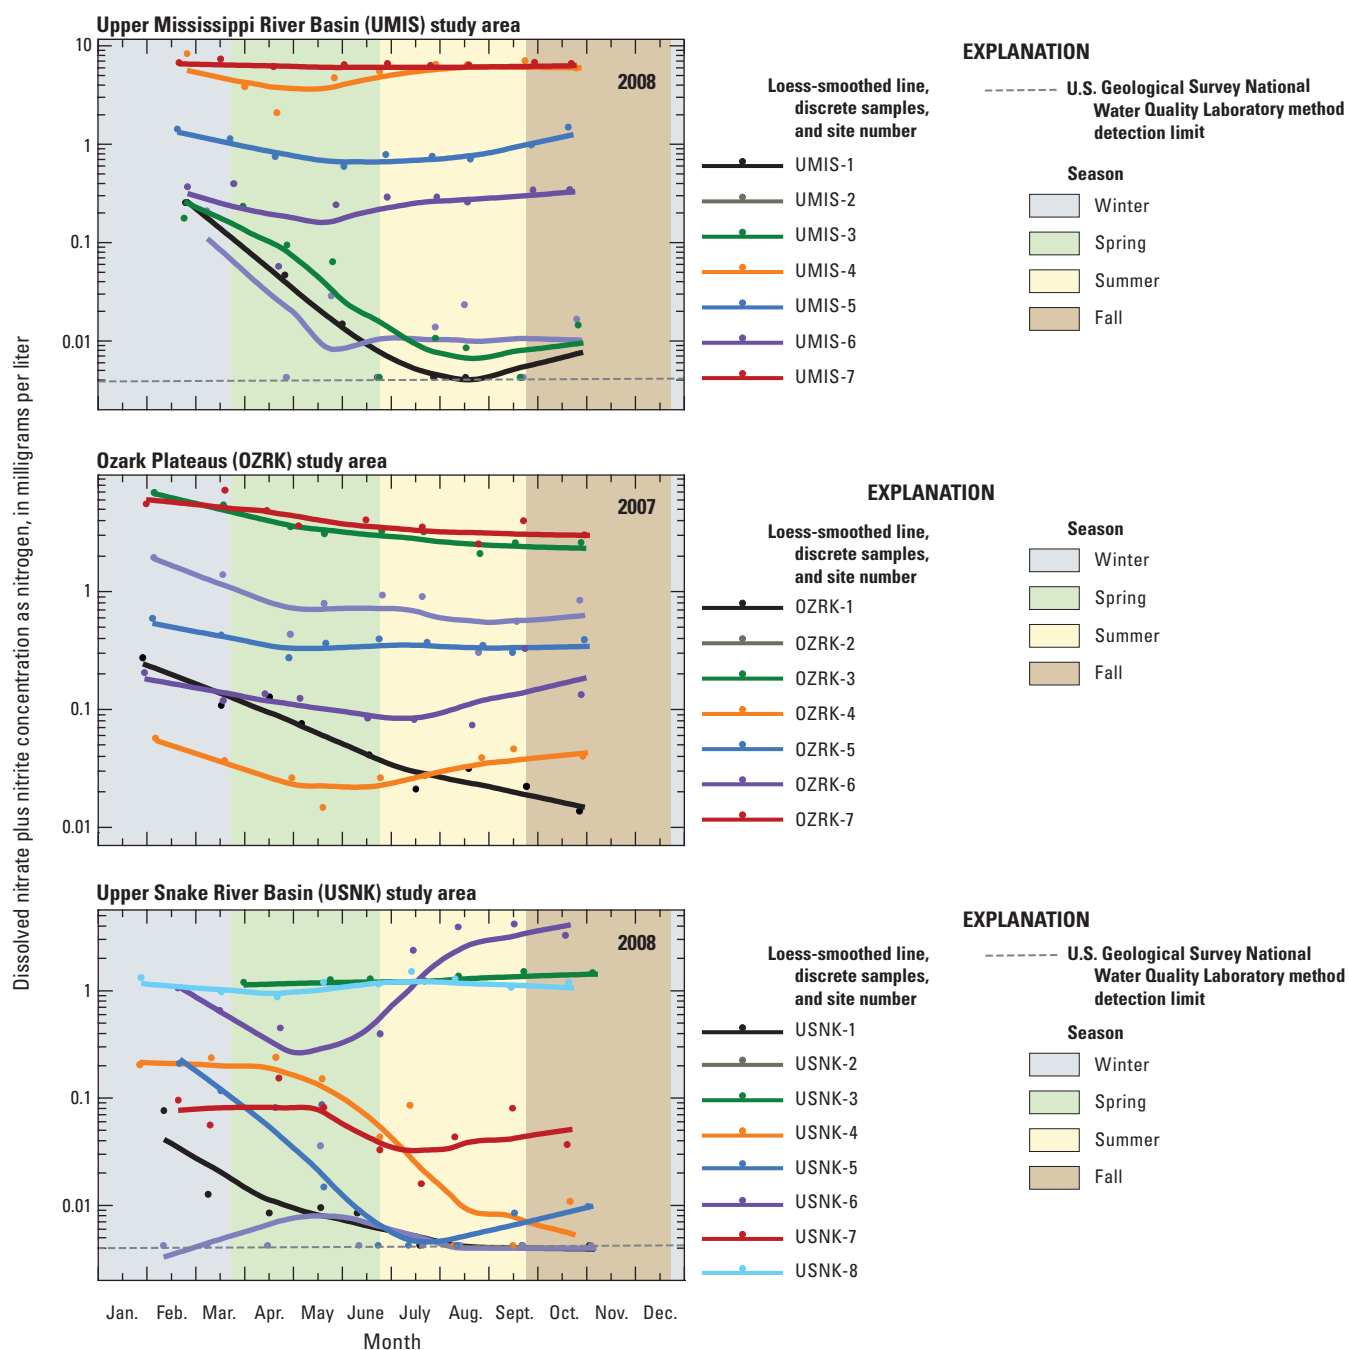 Dissolved nitrate plus nitrite concentration as nitrogen, in milligrams per liter
Upper Mississippi River Basin (UMIS) study area
10
1
0.1
0.01
2008
EXPLANATION
Loess-smoothed line,
discrete samples,
and site number
UMIS-1
UMIS-2
UMIS-3
UMIS-4
UMIS-5
UMIS-6
UMIS-7
U.S. Geological Survey National
Water Quality Laboratory method
detection limit
Season
Winter
Spring
Summer
Fall
Ozark Plateaus (OZRK) study area
1
0.1
0.01
2007
EXPLANATION
Loess-smoothed line,
discrete samples,
and site number
OZRK-1
OZRK-2
OZRK-3
OZRK-4
OZRK-5
OZRK-6
OZRK-7
Season
Winter
Spring
Summer
Fall
Upper Snake River Basin (USNK) study area
1
0.1
0.01
2008
EXPLANATION
Loess-smoothed line,
discrete samples,
and site number
USNK-1
USNK-2
USNK-3
USNK-4
USNK-5
USNK-6
USNK-7
USNK-8
U.S. Geological Survey National
Water Quality Laboratory method
detection limit
Season
Winter
Spring
Summer
Fall
Jan. Feb. Mar. Apr. May June July Aug. Sept. Oct. Nov. Dec.
Month